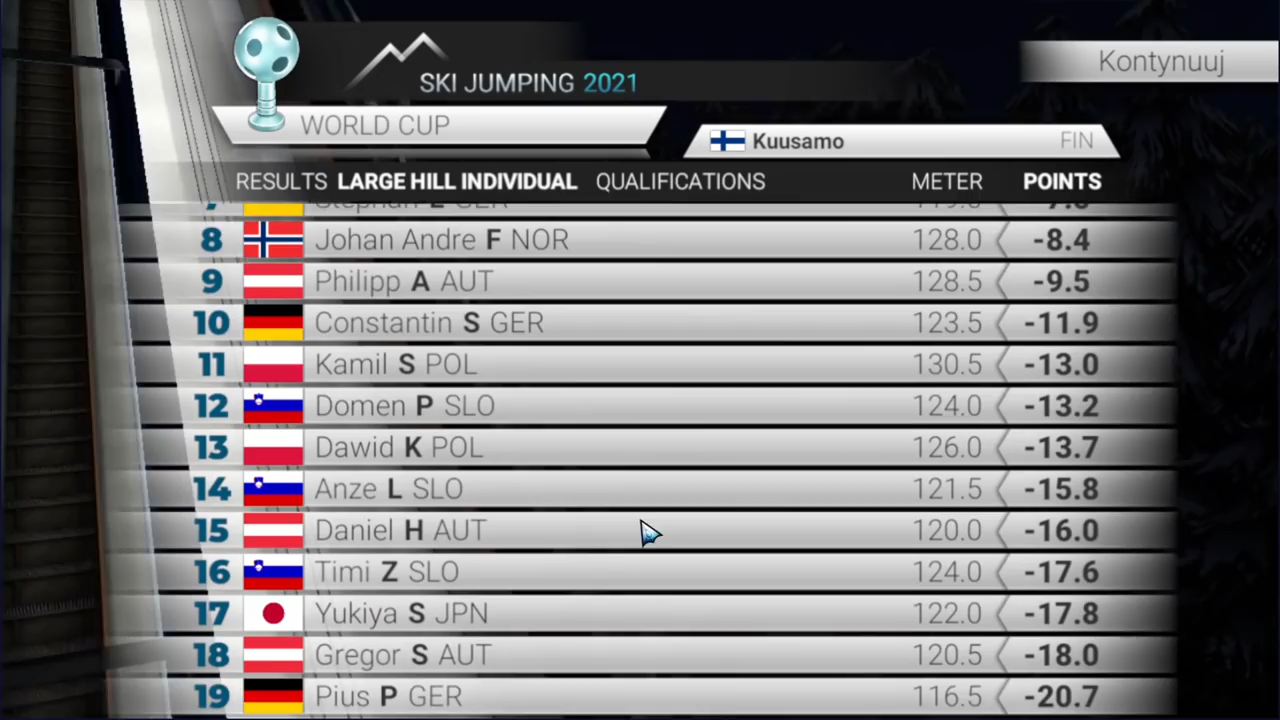 SKI JUMPING 2021
Kontynuuj
WORLD CUP
Kuusamo FIN
RESULTS LARGE HILL INDIVIDUAL QUALIFICATIONS METER POINTS
8 Johan Andre F NOR 128.0 -8.4
9 Philipp A AUT 128.5 -9.5
10 Constantin S GER 123.5 -11.9
11 Kamil S POL 130.5 -13.0
12 Domen P SLO 124.0 -13.2
13 Dawid K POL 126.0 -13.7
14 Anze L SLO 121.5 -15.8
15 Daniel H AUT 120.0 -16.0
16 Timi Z SLO 124.0 -17.6
17 Yukiya S JPN 122.0 -17.8
18 Gregor S AUT 120.5 -18.0
19 Pius P GER 116.5 -20.7